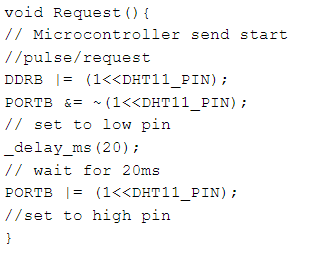 void Request(){
// Microcontroller send start
//pulse/request
DDRB |= (1<<DHT11_PIN);
PORTB &= ~(1<<DHT11_PIN);
// set to low pin
_delay_ms(20);
// wait for 20ms
PORTB |= (1<<DHT11_PIN);
//set to high pin
}